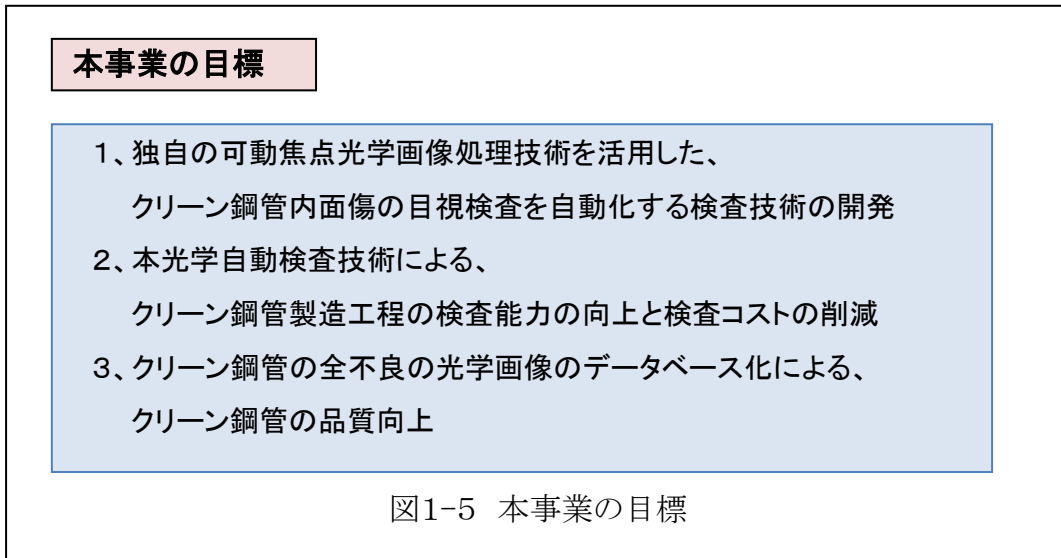 本事業の目標
1、独自の可動焦点光学画像処理技術を活用した、
クリーン鋼管内面傷の目視検査を自動化する検査技術の開発
2、本光学自動検査技術による、
クリーン鋼管製造工程の検査能力の向上と検査コストの削減
3、クリーン鋼管の全不良の光学画像のデータベース化による、
クリーン鋼管の品質向上
図1-5 本事業の目標